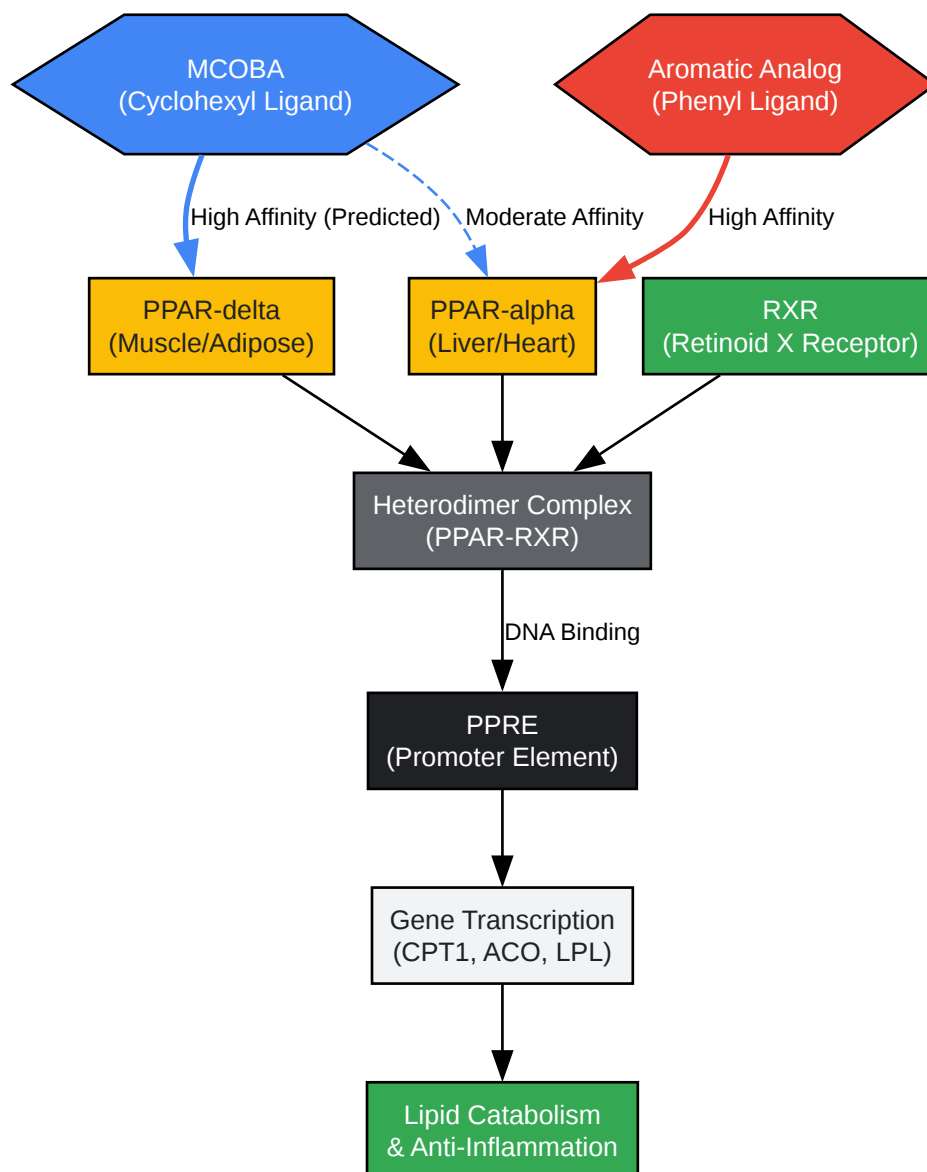 MCOBA
(Cyclohexyl Ligand)
Aromatic Analog
(Phenyl Ligand)
High Affinity (Predicted)
Moderate Affinity
High Affinity
PPAR-delta
(Muscle/Adipose)
PPAR-alpha
(Liver/Heart)
RXR
(Retinoid X Receptor)
Heterodimer Complex
(PPAR-RXR)
DNA Binding
PPRE
(Promoter Element)
Gene Transcription
(CPT1, ACO, LPL)
Lipid Catabolism
& Anti-Inflammation